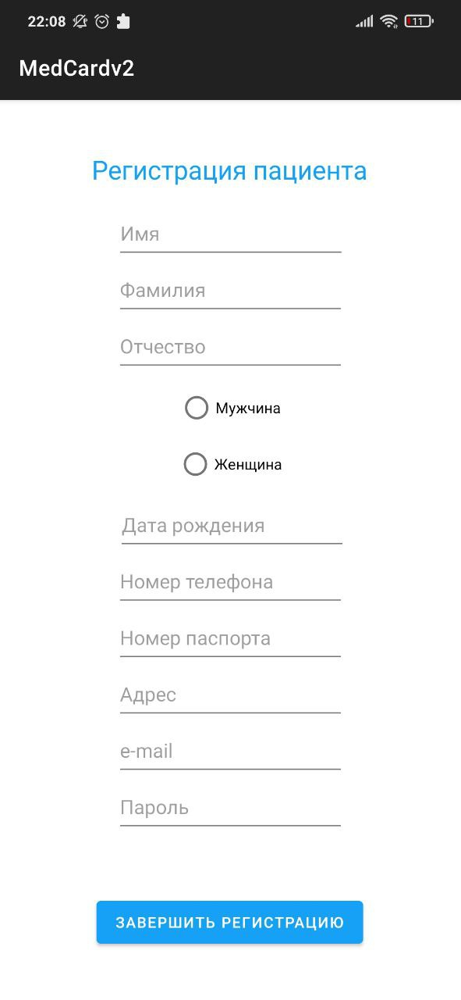 22:08
11
MedCardv2
Регистрация пациента
Имя
Фамилия
Отчество
Мужчина
Женщина
Дата рождения
Номер телефона
Номер паспорта
Адрес
e-mail
Пароль
ЗАВЕРШИТЬ РЕГИСТРАЦИЮ